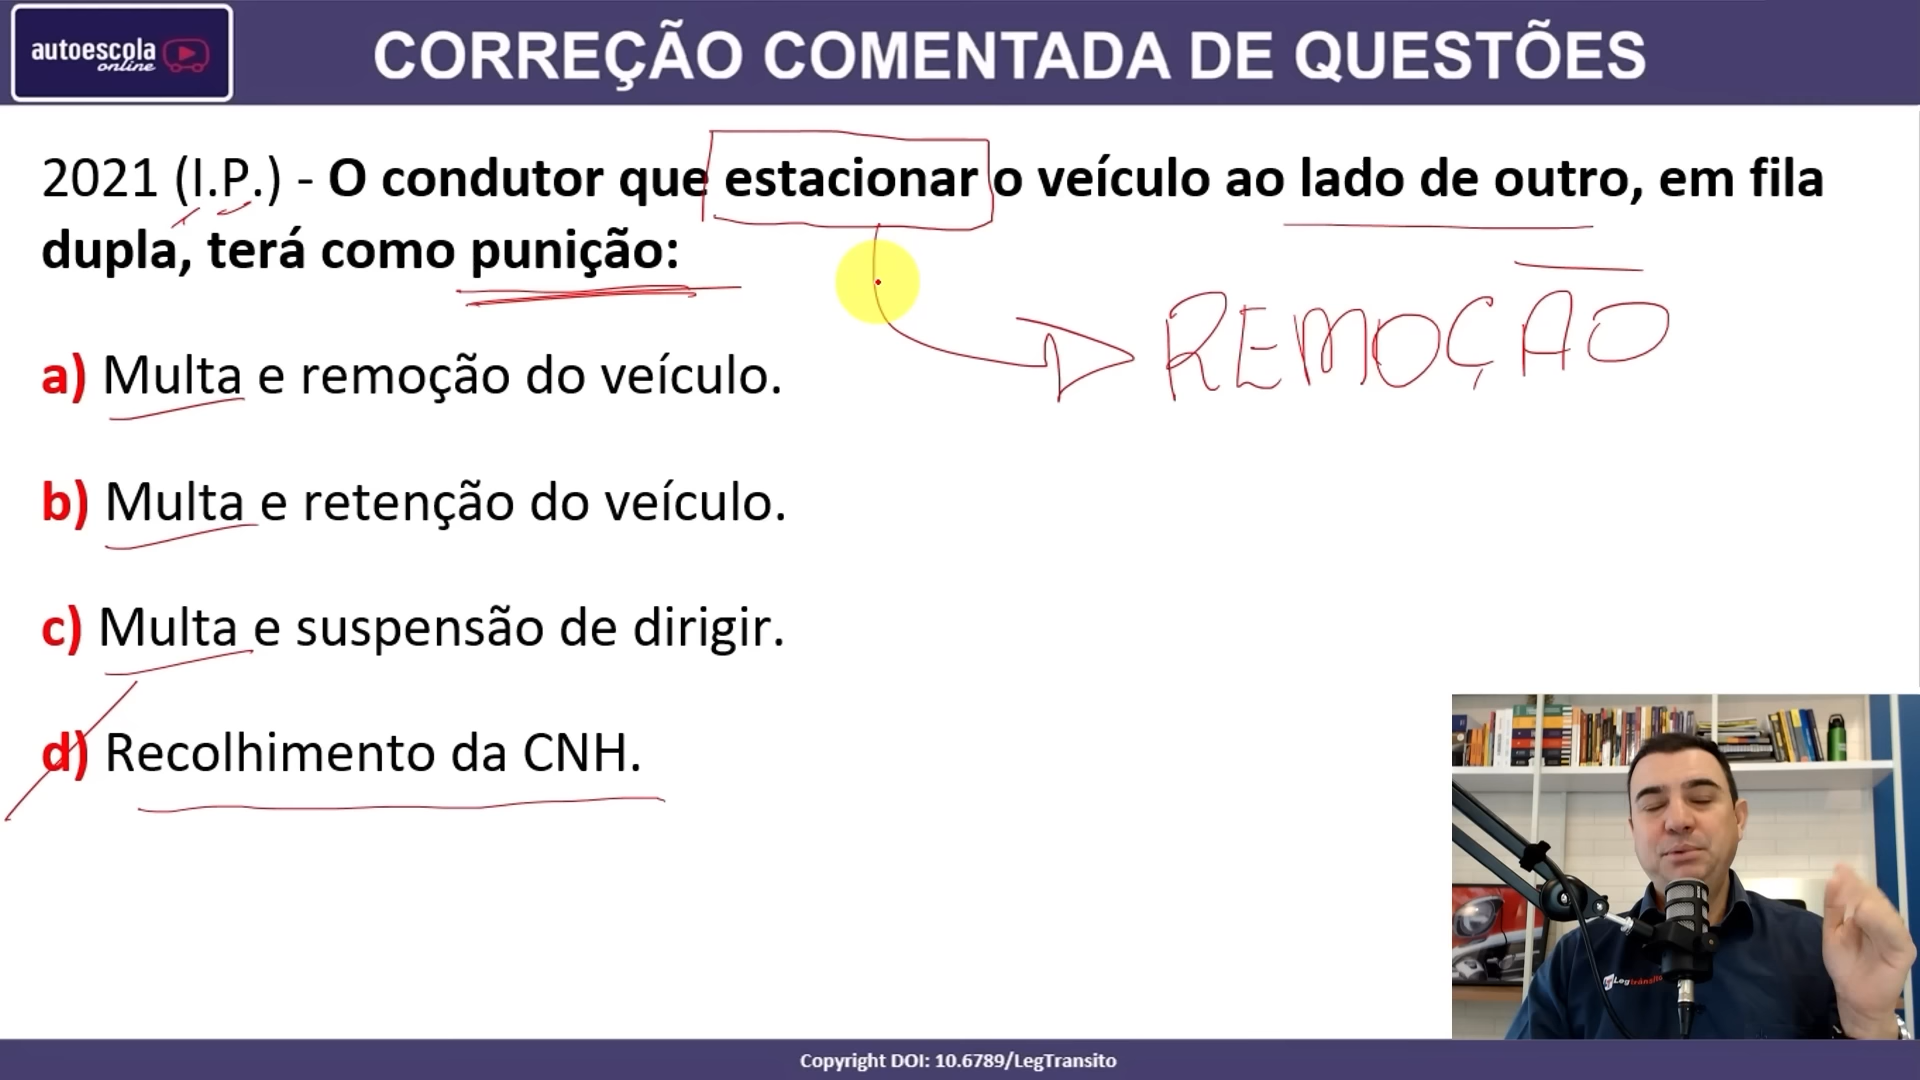 autoescola
online
CORREÇÃO COMENTADA DE QUESTÕES
2021 (I.P.) - O condutor que estacionar o veículo ao lado de outro, em fila
dupla, terá como punição:
REMOÇÃO
a) Multa e remoção do veículo.
b) Multa e retenção do veículo.
c) Multa e suspensão de dirigir.
d) Recolhimento da CNH.
Legtrânsito
Copyright DOI: 10.6789/LegTransito